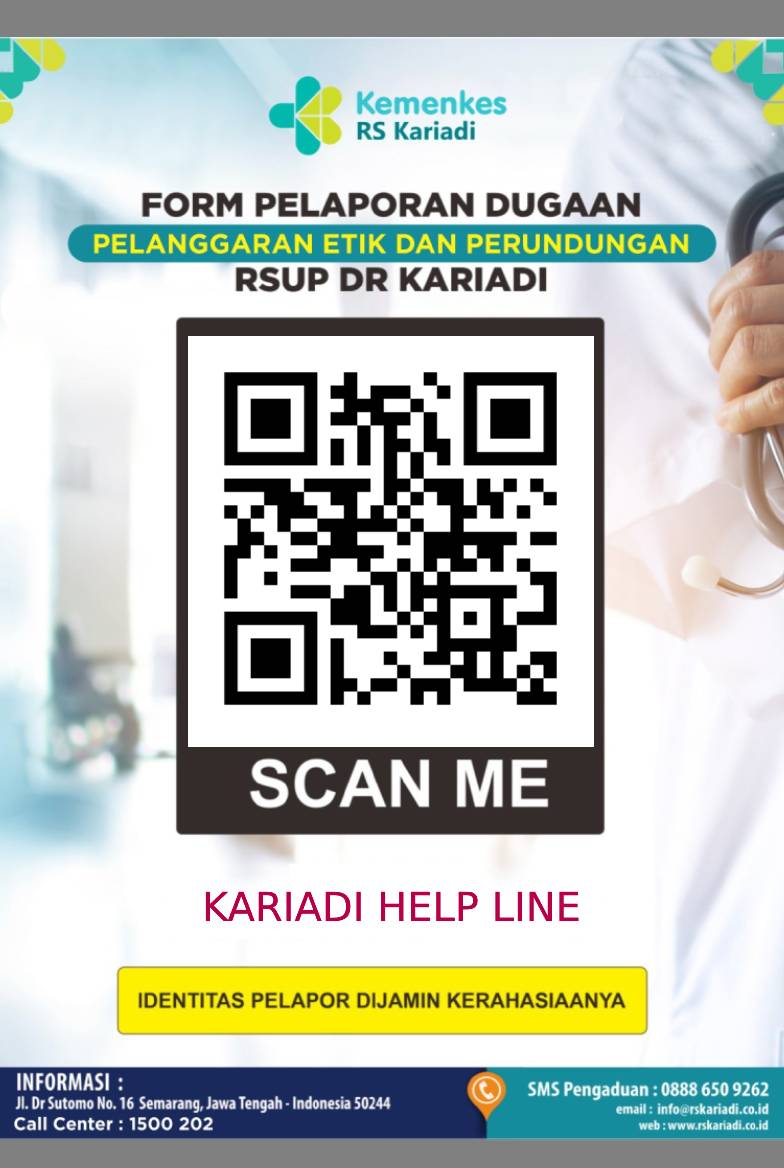 Kemenkes
RS Kariadi
FORM PELAPORAN DUGAAN
PELANGGARAN ETIK DAN PERUNDUNGAN
RSUP DR KARIADI
SCAN ME
KARIADI HELP LINE
IDENTITAS PELAPOR DIJAMIN KERAHASIAANYA
INFORMASI :
Jl. Dr Sutomo No. 16 Semarang, Jawa Tengah - Indonesia 50244
Call Center : 1500 202
SMS Pengaduan : 0888 650 9262
email : info@rskariadi.co.id
web : www.rskariadi.co.id